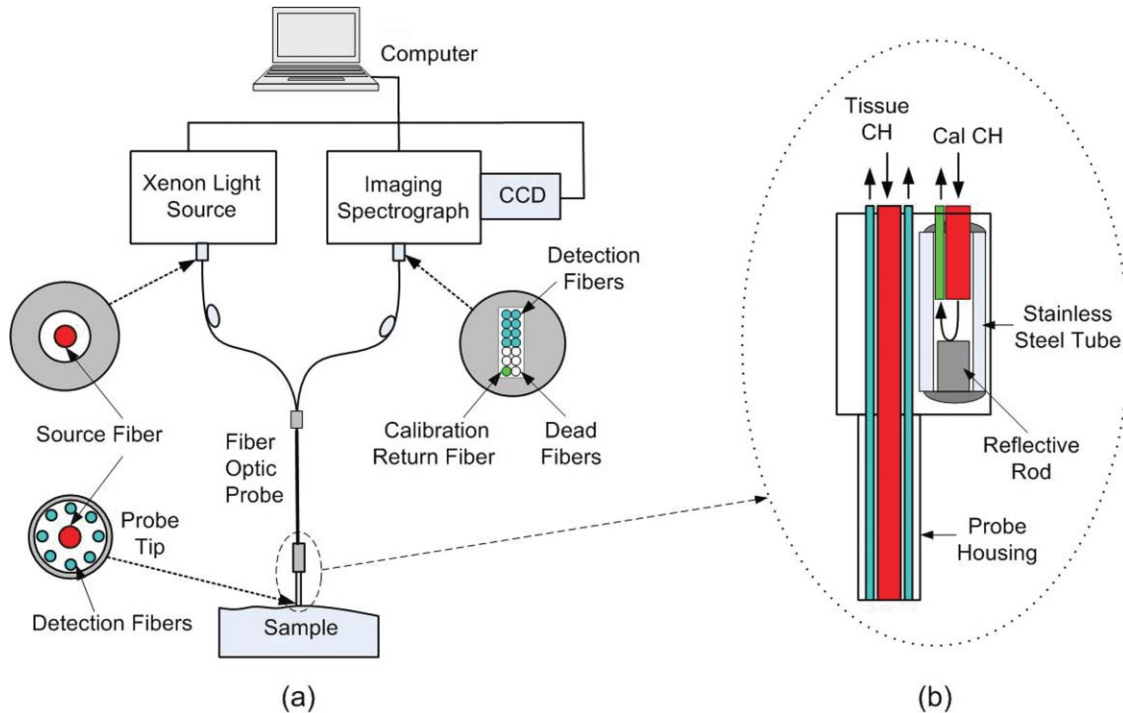 Computer
Xenon Light
Source
Imaging
Spectrograph
CCD
Detection
Fibers
Source Fiber
Fiber
Optic
Probe
Calibration
Return Fiber
Dead
Fibers
Probe
Tip
Detection Fibers
Sample
(a)
Tissue
CH
Cal CH
Stainless
Steel Tube
Reflective
Rod
Probe
Housing
(b)